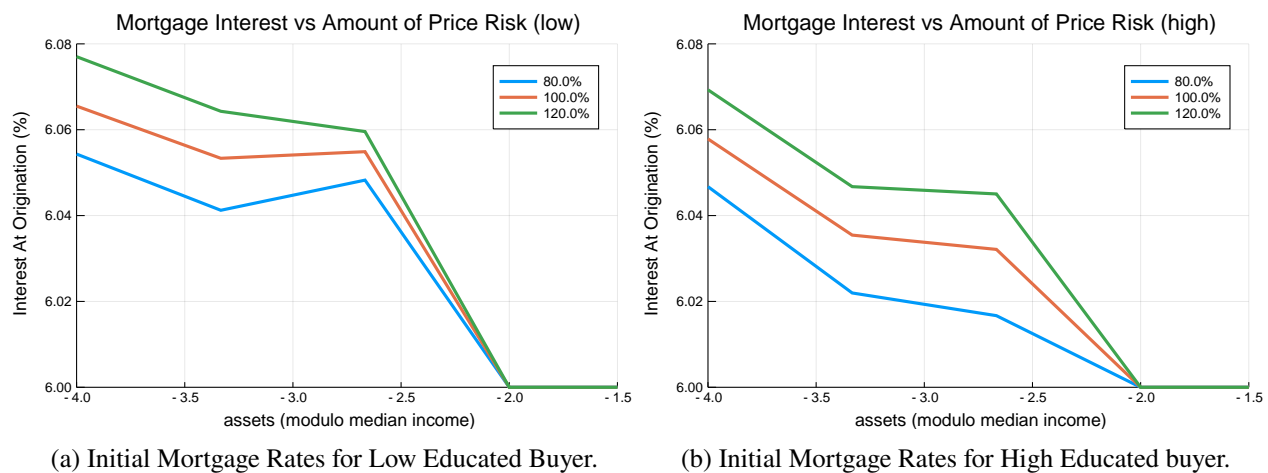 Mortgage Interest vs Amount of Price Risk (low)
6.08
6.06
6.04
6.02
6.00
Interest At Origination (%)
80.0%
100.0%
120.0%
- 4.0 - 3.5 - 3.0 - 2.5 - 2.0 - 1.5
assets (modulo median income)
(a) Initial Mortgage Rates for Low Educated Buyer.
Mortgage Interest vs Amount of Price Risk (high)
6.08
6.06
6.04
6.02
6.00
Interest At Origination (%)
80.0%
100.0%
120.0%
- 4.0 - 3.5 - 3.0 - 2.5 - 2.0 - 1.5
assets (modulo median income)
(b) Initial Mortgage Rates for High Educated buyer.